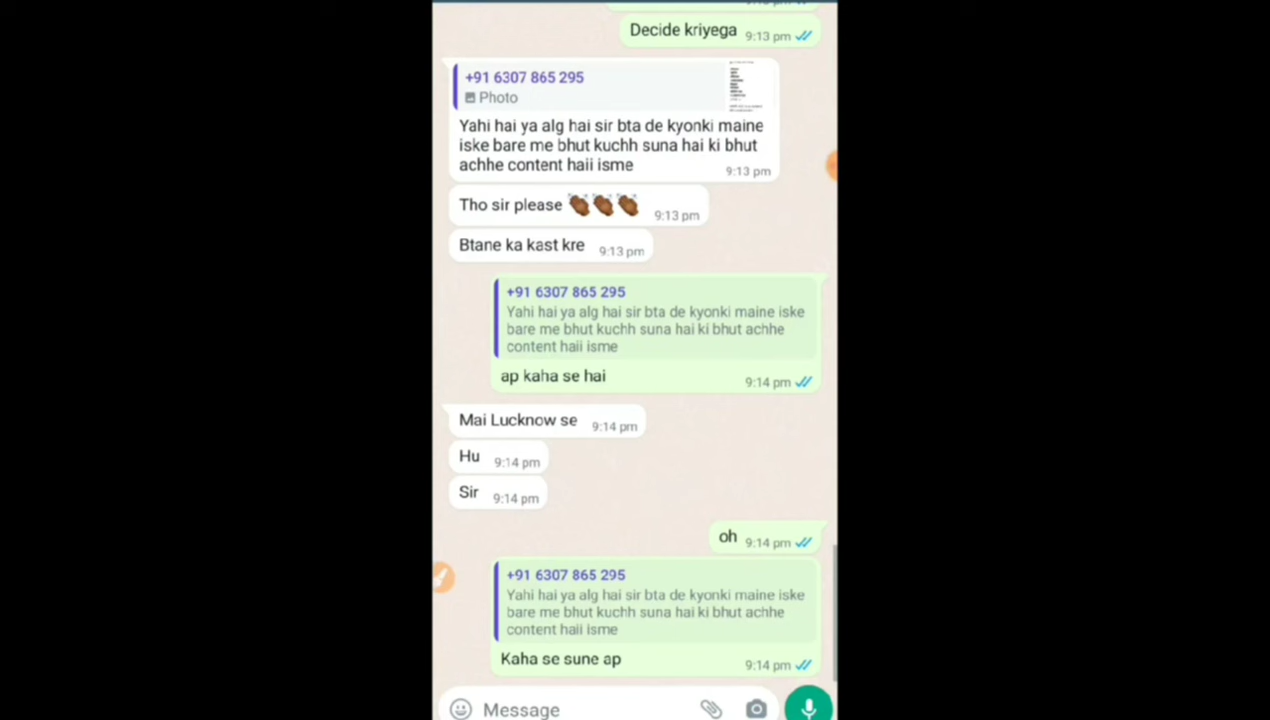 Decide kriyega 9:13 pm
+91 6307 865 295
Photo
Yahi hai ya alg hai sir bta de kyonki maine
iske bare me bhut kuchh suna hai ki bhut
achhe content haii isme
9:13 pm
Tho sir please 9:13 pm
Btane ka kast kre 9:13 pm
+91 6307 865 295
Yahi hai ya alg hai sir bta de kyonki maine iske
bare me bhut kuchh suna hai ki bhut achhe
content haii isme
ap kaha se hai 9:14 pm
Mai Lucknow se 9:14 pm
Hu 9:14 pm
Sir 9:14 pm
oh 9:14 pm
+91 6307 865 295
Yahi hai ya alg hai sir bta de kyonki maine iske
bare me bhut kuchh suna hai ki bhut achhe
content haii isme
Kaha se sune ap 9:14 pm
Message